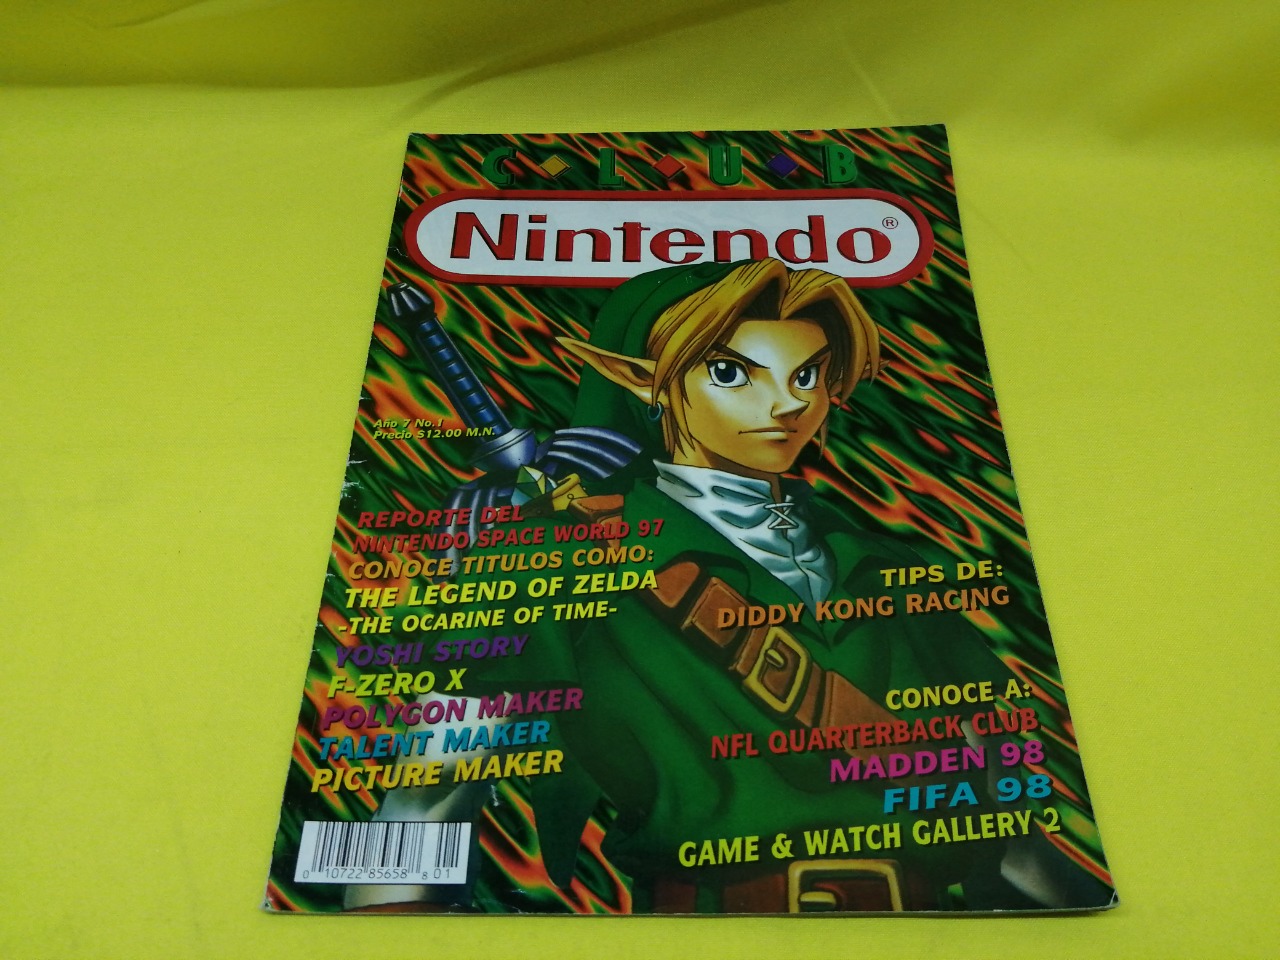 CLUB
Nintendo®
Año 7 No.1
Precio $12.00 M.N.
REPORTE DEL
NINTENDO SPACE WORLD 97
CONOCE TITULOS COMO:
THE LEGEND OF ZELDA
-THE OCARINE OF TIME-
YOSHI STORY
F-ZERO X
POLYGON MAKER
TALENT MAKER
PICTURE MAKER
TIPS DE:
DIDDY KONG RACING
CONOCE A:
NFL QUARTERBACK CLUB
MADDEN 98
FIFA 98
GAME & WATCH GALLERY 2
0 10722 85658 8 01